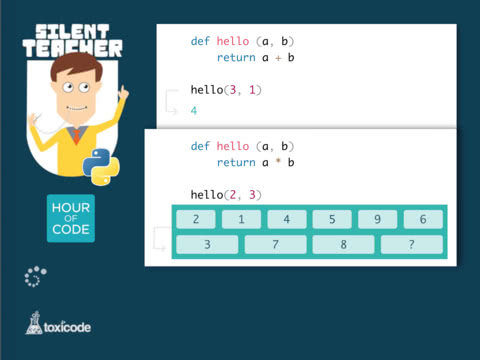 SILENT
TEACHER
HOUR
OF
CODE
toxicode
def hello (a, b)
return a + b
hello(3, 1)
4
def hello (a, b)
return a * b
hello(2, 3)
2 1 4 5 9 6
3 7 8 ?